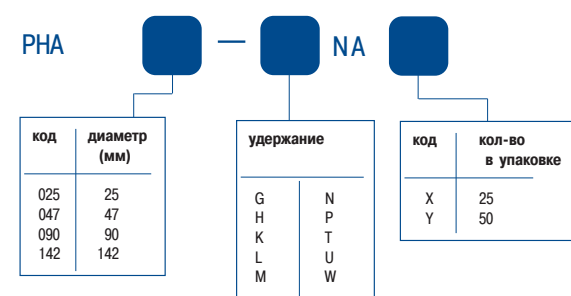 PHA — NA
код диаметр
(мм)
025 25
047 47
090 90
142 142
удержание
G N
H P
K T
L U
M W
код кол-во
в упаковке
X 25
Y 50